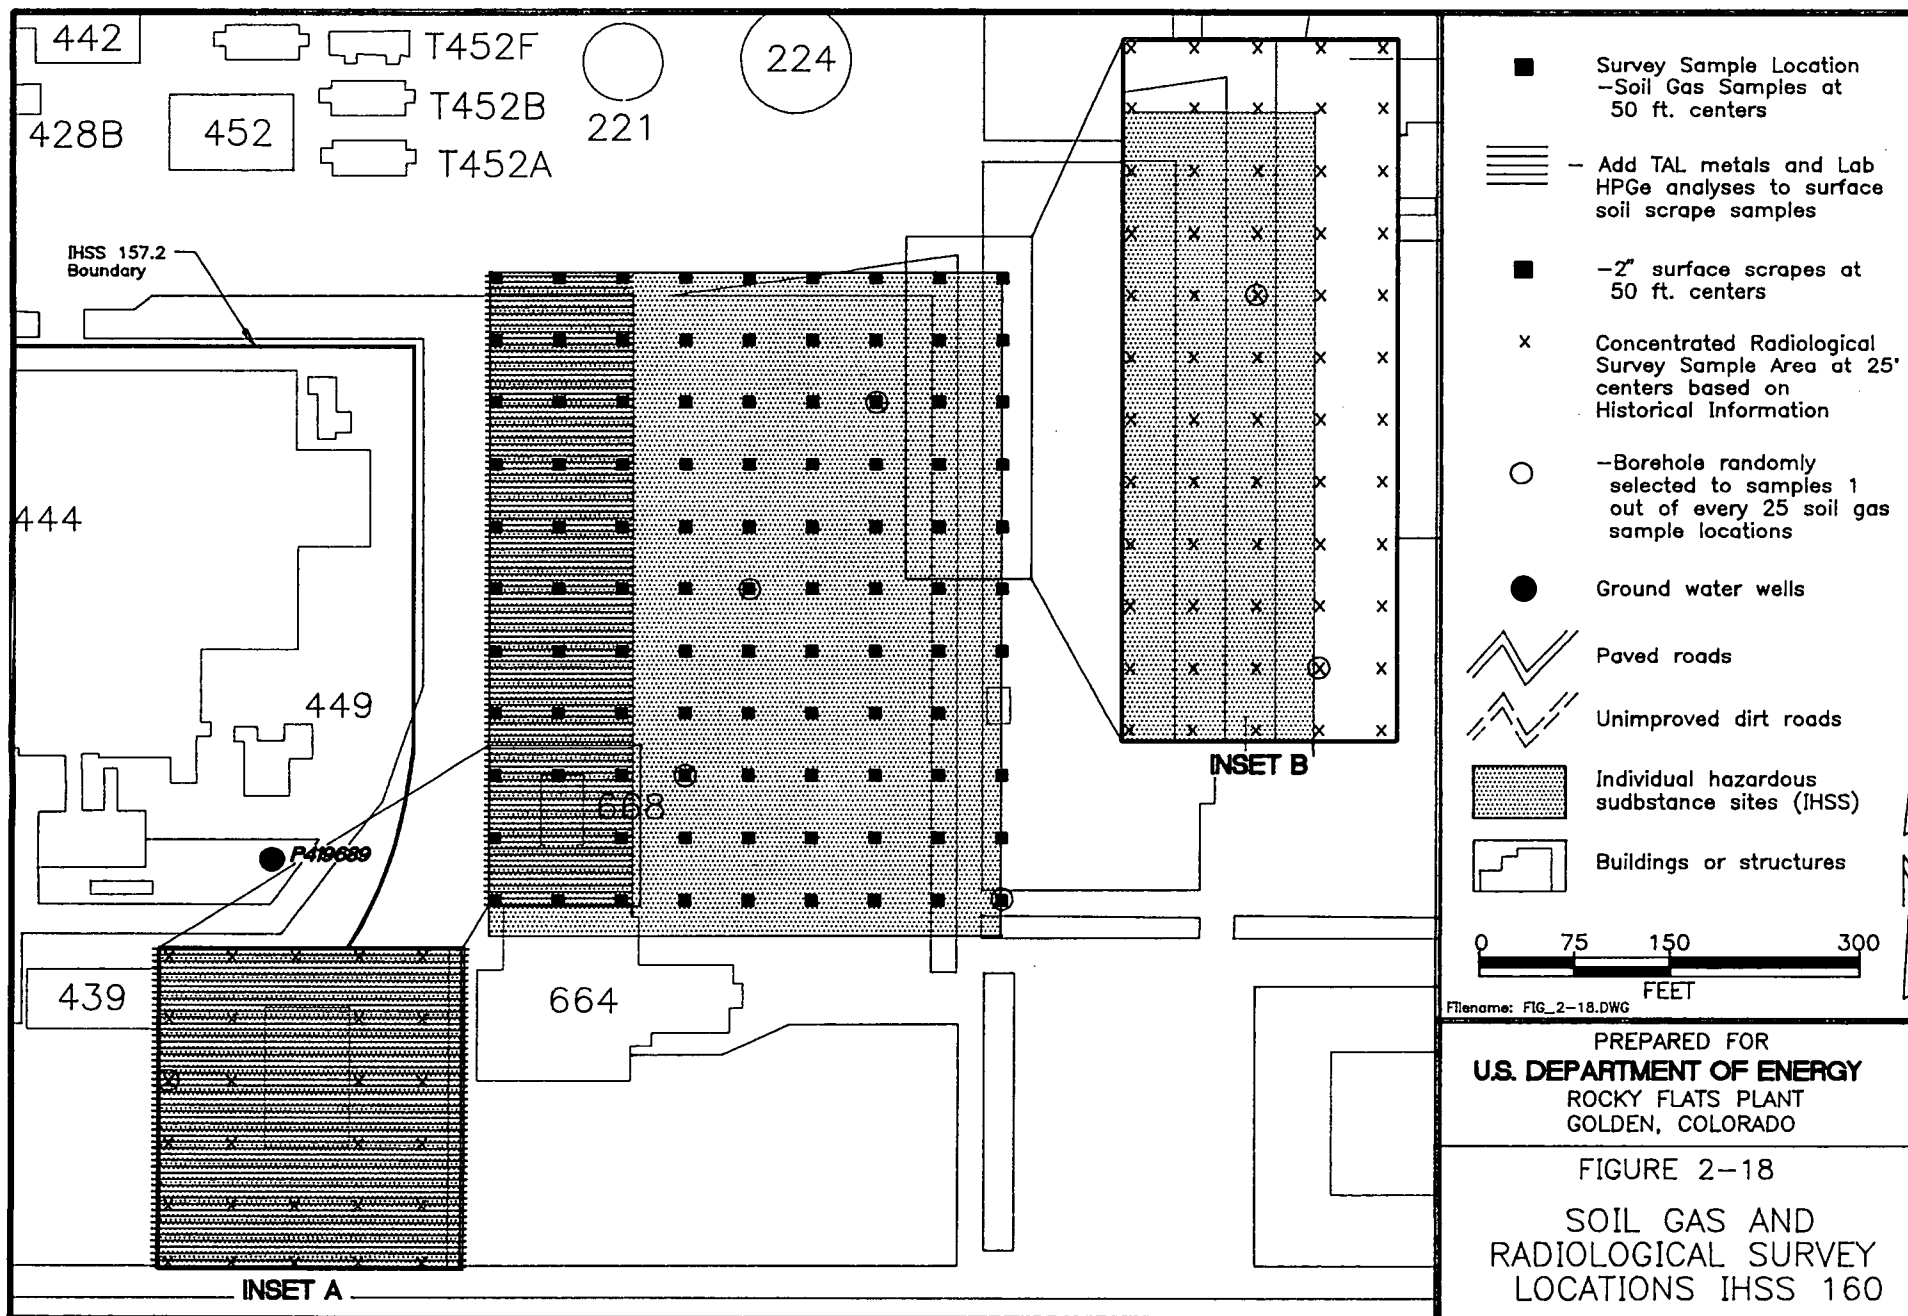 442
T452F
224
T452B
428B
452
221
T452A
IHSS 157.2
Boundary
444
449
668
P419689
439
664
INSET A
INSET B
Survey Sample Location
-Soil Gas Samples at
50 ft. centers
- Add TAL metals and Lab
HPGe analyses to surface
soil scrape samples
-2" surface scrapes at
50 ft. centers
x
Concentrated Radiological
Survey Sample Area at 25'
centers based on
Historical Information
-Borehole randomly
selected to samples 1
out of every 25 soil gas
sample locations
Ground water wells
Paved roads
Unimproved dirt roads
Individual hazardous
sudbstance sites (IHSS)
Buildings or structures
0 75 150 300
FEET
Filename: FIG_2-18.DWG
PREPARED FOR
U.S. DEPARTMENT OF ENERGY
ROCKY FLATS PLANT
GOLDEN, COLORADO
FIGURE 2-18
SOIL GAS AND
RADIOLOGICAL SURVEY
LOCATIONS IHSS 160